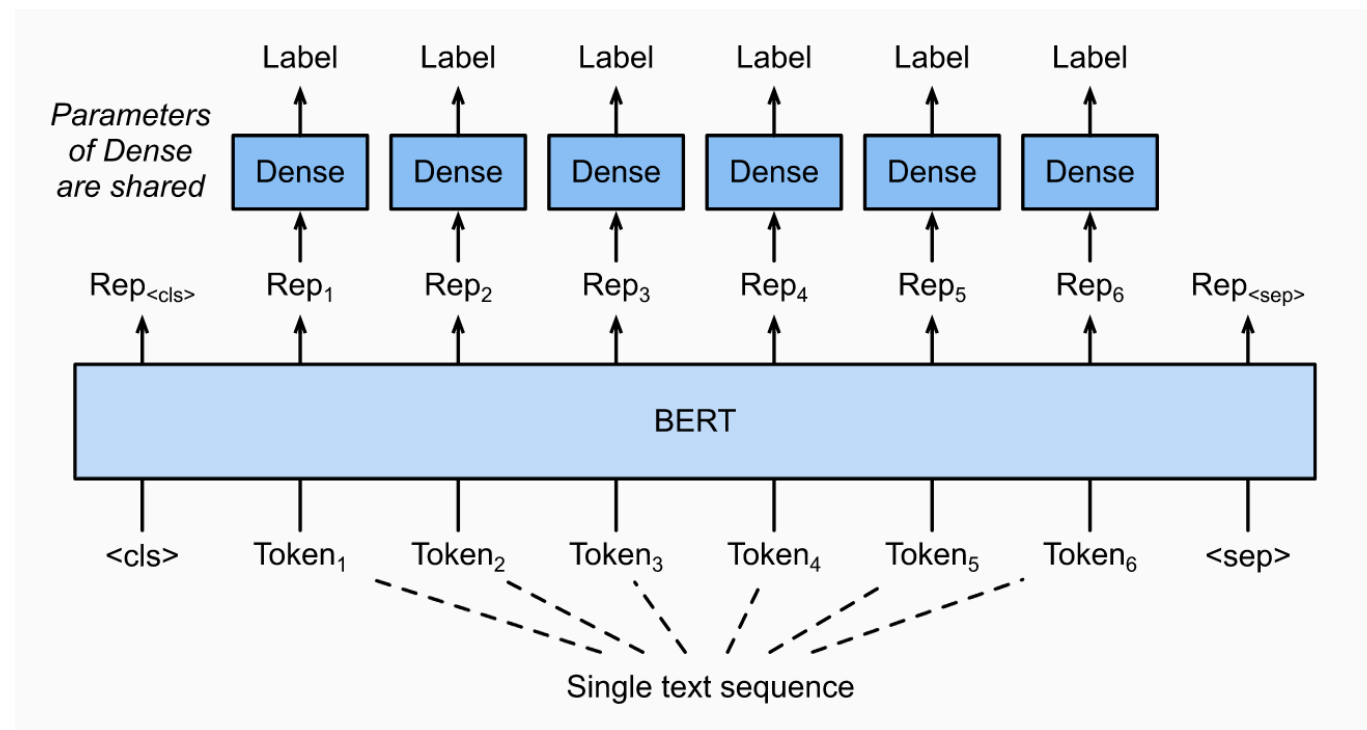 Label Label Label Label Label Label
Parameters
of Dense
are shared
Dense Dense Dense Dense Dense Dense
Rep<cls> Rep1 Rep2 Rep3 Rep4 Rep5 Rep6 Rep<sep>
BERT
<cls> Token1 Token2 Token3 Token4 Token5 Token6 <sep>
Single text sequence